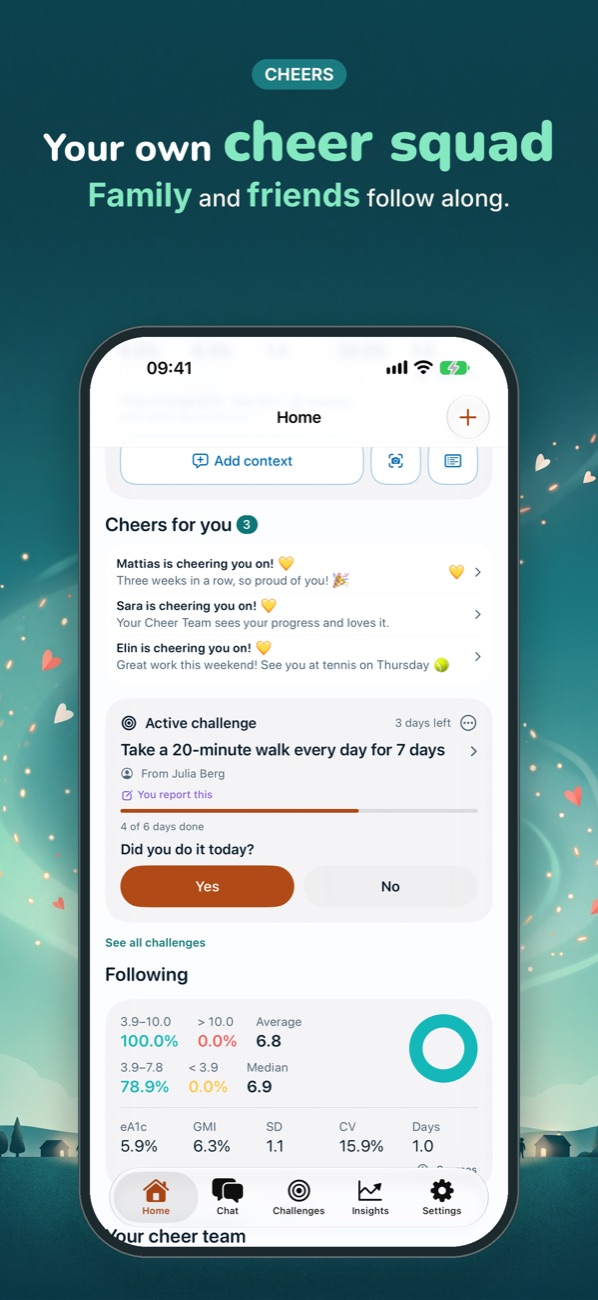 CHEERS
Your own cheer squad
Family and friends follow along.
09:41
Home
Add context
Cheers for you 3
Mattias is cheering you on! 💛
Three weeks in a row, so proud of you! 🎉
💛
Sara is cheering you on! 💛
Your Cheer Team sees your progress and loves it.
Elin is cheering you on! 💛
Great work this weekend! See you at tennis on Thursday 🎾
Active challenge 3 days left
Take a 20-minute walk every day for 7 days
From Julia Berg
You report this
4 of 6 days done
Did you do it today?
Yes No
See all challenges
Following
3.9–10.0 > 10.0 Average
100.0% 0.0% 6.8
3.9–7.8 < 3.9 Median
78.9% 0.0% 6.9
eA1c GMI SD CV Days
5.9% 6.3% 1.1 15.9% 1.0
Home Chat Challenges Insights Settings
Your cheer team